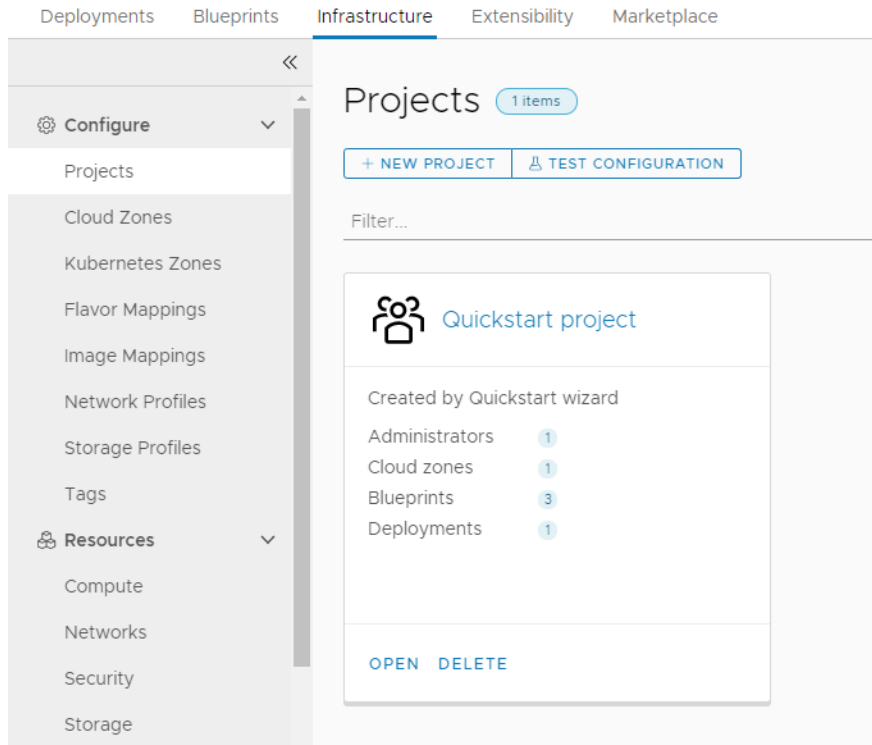 Deployments Blueprints Infrastructure Extensibility Marketplace
Configure
Projects
Cloud Zones
Kubernetes Zones
Flavor Mappings
Image Mappings
Network Profiles
Storage Profiles
Tags
Resources
Compute
Networks
Security
Storage
Projects 1 items
+ NEW PROJECT TEST CONFIGURATION
Filter...
Quickstart project
Created by Quickstart wizard
Administrators 1
Cloud zones 1
Blueprints 3
Deployments 1
OPEN DELETE